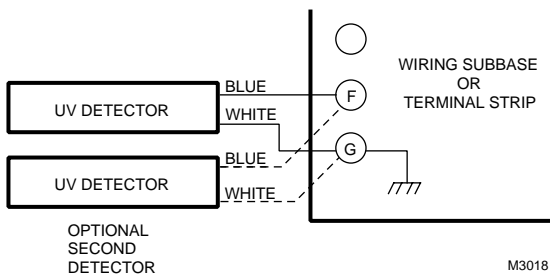 BLUE
F
WIRING SUBBASE
OR
TERMINAL STRIP
UV DETECTOR
WHITE
G
BLUE
UV DETECTOR
WHITE
OPTIONAL
SECOND
DETECTOR
M3018